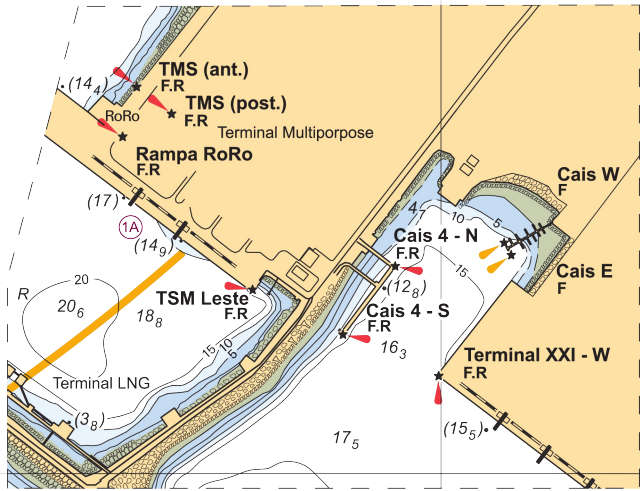 TMS (ant.)
F.R
(14₄)
TMS (post.)
F.R
RoRo
Terminal Multiporpose
Rampa RoRo
F.R
Cais W
F
(17)
4
10
5
1A
Cais 4 - N
F.R
(14₉)
15
Cais E
F
20
R
TSM Leste
F.R
(12₈)
20₆
18₈
Cais 4 - S
F.R
15
10
5
16₃
Terminal XXI - W
F.R
Terminal LNG
(3₈)
17₅
(15₅)